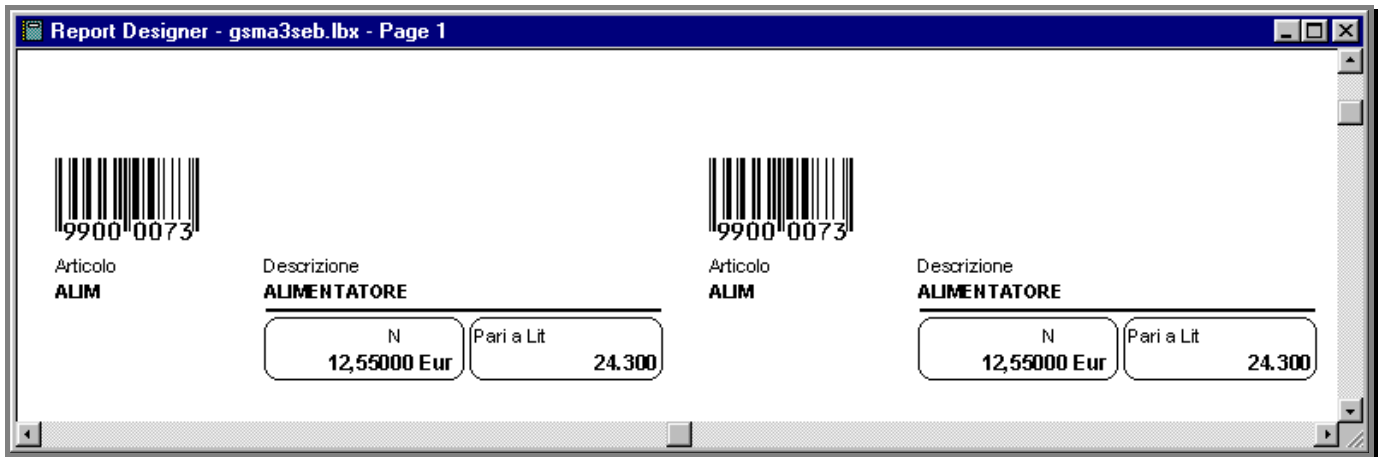 Report Designer - gsma3seb.lbx - Page 1
9900 0073
Articolo Descrizione
ALIM ALIMENTATORE
N Pari a Lit
12,55000 Eur 24.300
9900 0073
Articolo Descrizione
ALIM ALIMENTATORE
N Pari a Lit
12,55000 Eur 24.300